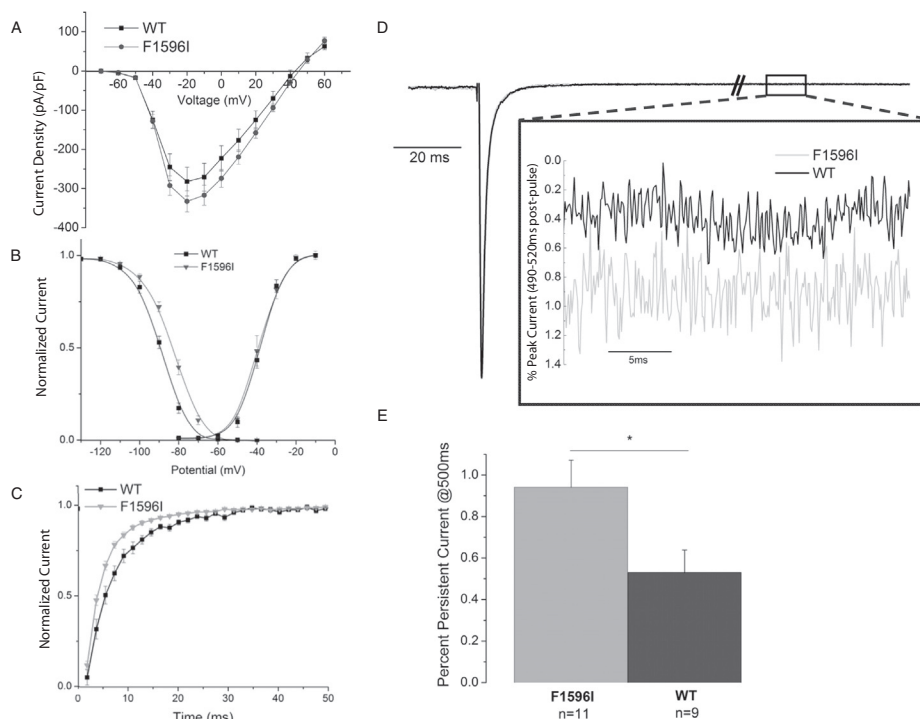 A
100
0
-100
-200
-300
-400
-60 -40 -20 0 20 40 60
Voltage (mV)
Current Density (pA/pF)
WT
F1596I
B
1.0
0.5
0.0
-120 -100 -80 -60 -40 -20 0
Potential (mV)
Normalized Current
WT
F1596I
C
1.0
0.5
0.0
0 10 20 30 40 50
Time (ms)
Normalized Current
WT
F1596I
D
20 ms
F1596I
WT
0.0
0.2
0.4
0.6
0.8
1.0
1.2
1.4
% Peak Current (490-520ms post-pulse)
5ms
E
*
1.0
0.8
0.6
0.4
0.2
0.0
Percent Persistent Current @500ms
F1596I WT
n=11 n=9